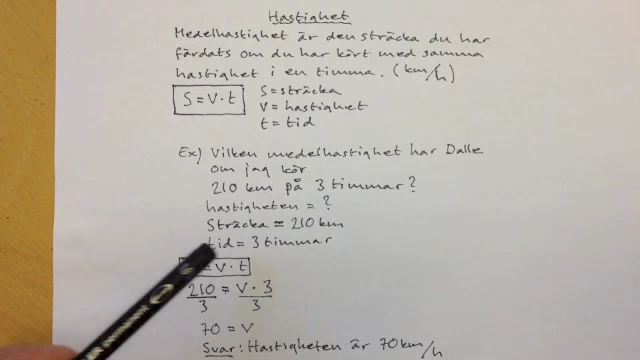 Hastighet
Medelhastighet är den sträcka du har
färdats om du har kört med samma
hastighet i en timma. (km/h)
S = V · t
S = sträcka
V = hastighet
t = tid
Ex) Vilken medelhastighet har Dalle
om jag kör
210 km på 3 timmar?
hastigheten = ?
Sträcka = 210 km
tid = 3 timmar
= V · t
210/3 = V · 3/3
70 = V
Svar: Hastigheten är 70 km/h